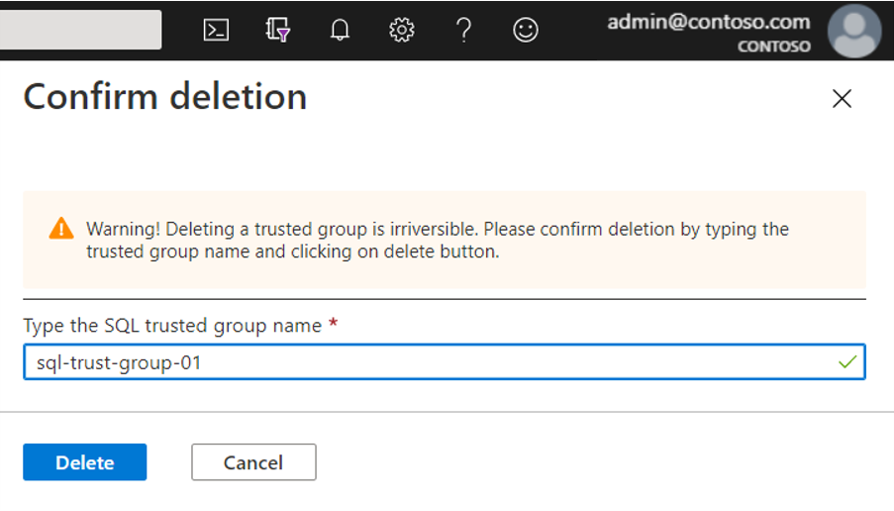 admin@contoso.com
CONTOSO
Confirm deletion
Warning! Deleting a trusted group is irriversible. Please confirm deletion by typing the
trusted group name and clicking on delete button.
Type the SQL trusted group name *
sql-trust-group-01
Delete
Cancel